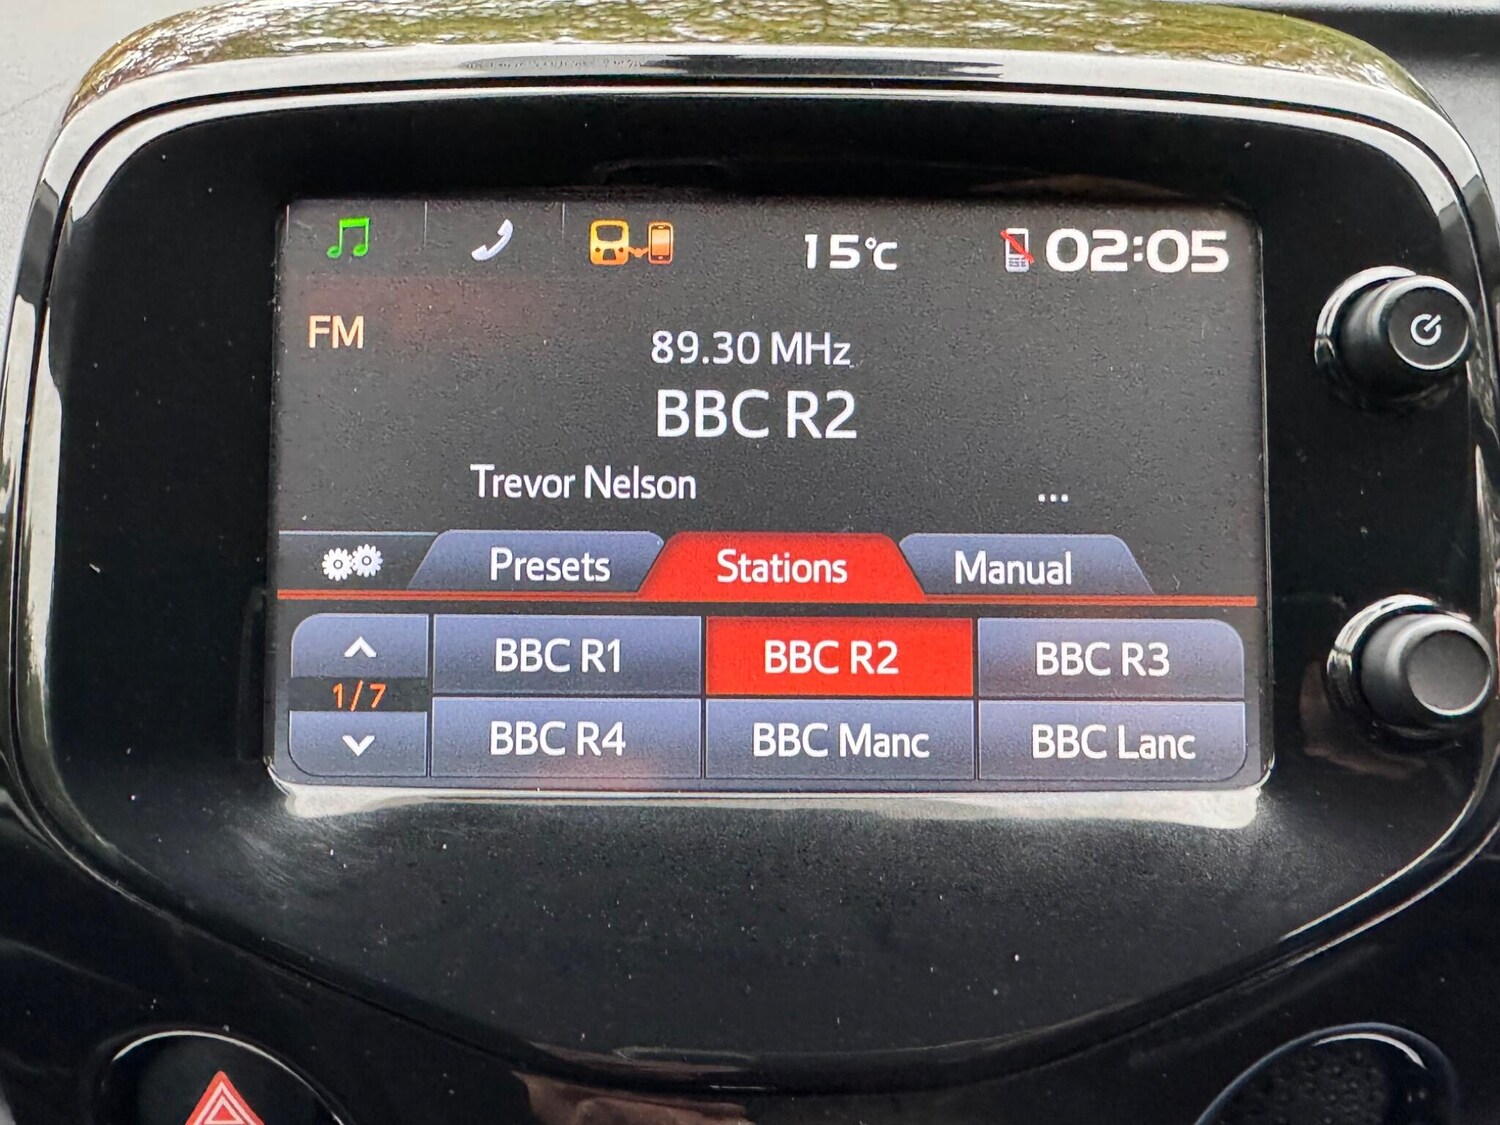 15°C 02:05
FM
89.30 MHz
BBC R2
Trevor Nelson ...
Presets Stations Manual
BBC R1 BBC R2 BBC R3
1/7
BBC R4 BBC Manc BBC Lanc